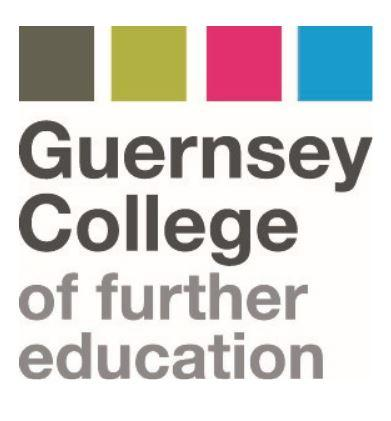 Guernsey
College
of further
education